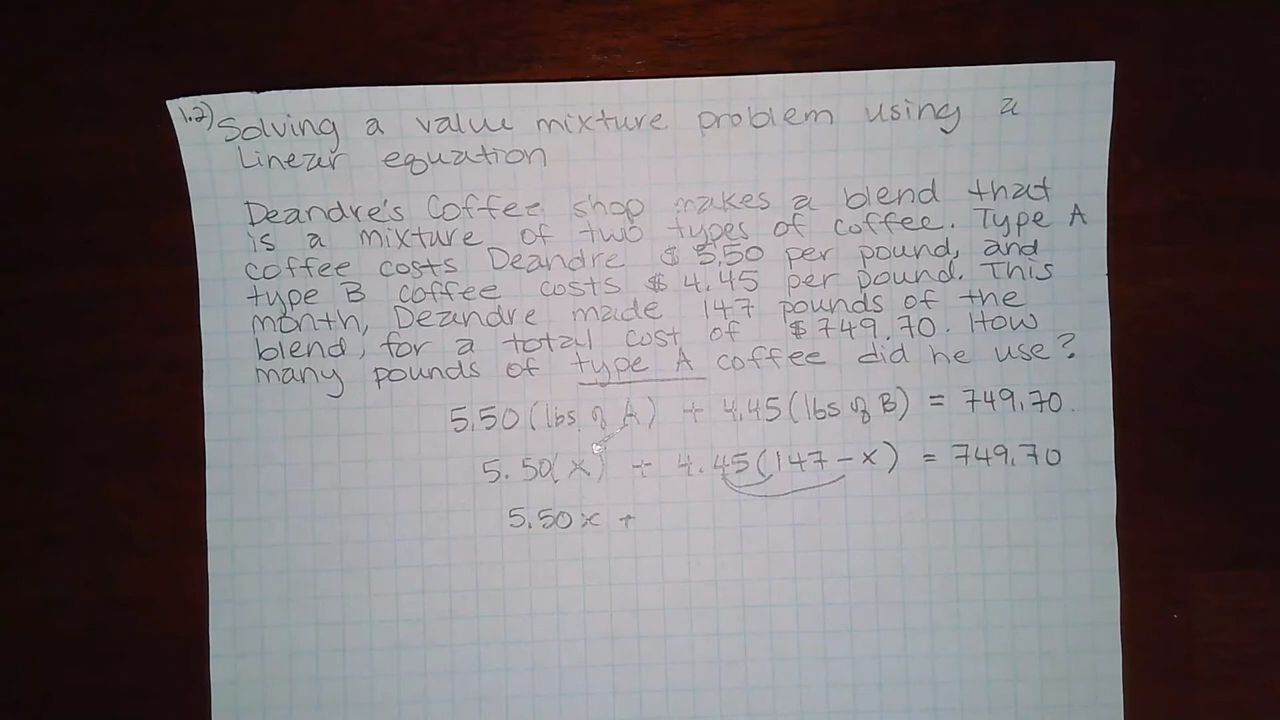 1.2) Solving a value mixture problem using a
linear equation
Deandre's Coffee shop makes a blend that
is a mixture of two types of coffee. Type A
coffee costs Deandre $ 5.50 per pound, and
type B coffee costs $ 4.45 per pound. This
month, Deandre made 147 pounds of the
blend, for a total cost of $749.70. How
many pounds of type A coffee did he use?
5.50 (lbs of A) + 4.45 (lbs of B) = 749.70.
5.50(x) + 4.45(147-x) = 749.70
5.50x +